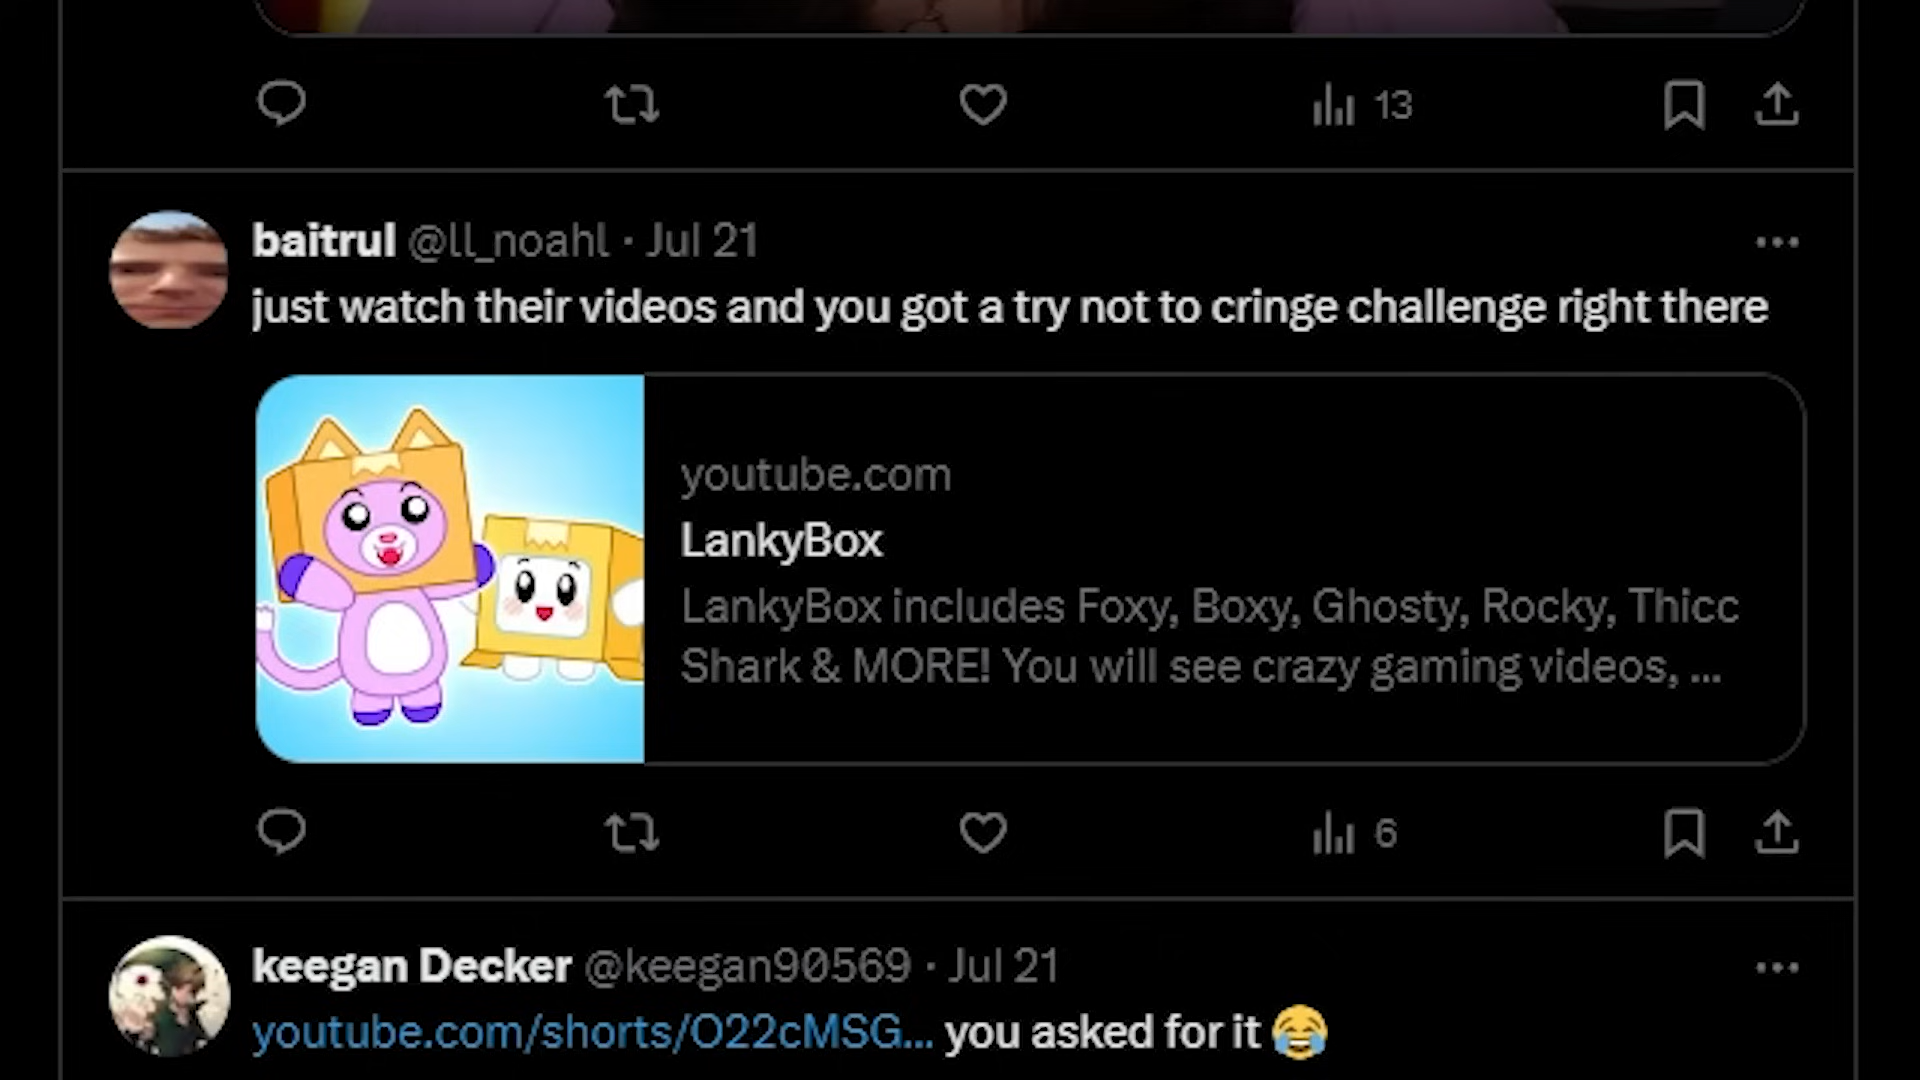 13
baitrul @ll_noahl · Jul 21
just watch their videos and you got a try not to cringe challenge right there
youtube.com
LankyBox
LankyBox includes Foxy, Boxy, Ghosty, Rocky, Thicc
Shark & MORE! You will see crazy gaming videos, ...
6
keegan Decker @keegan90569 · Jul 21
youtube.com/shorts/O22cMSG... you asked for it 😂